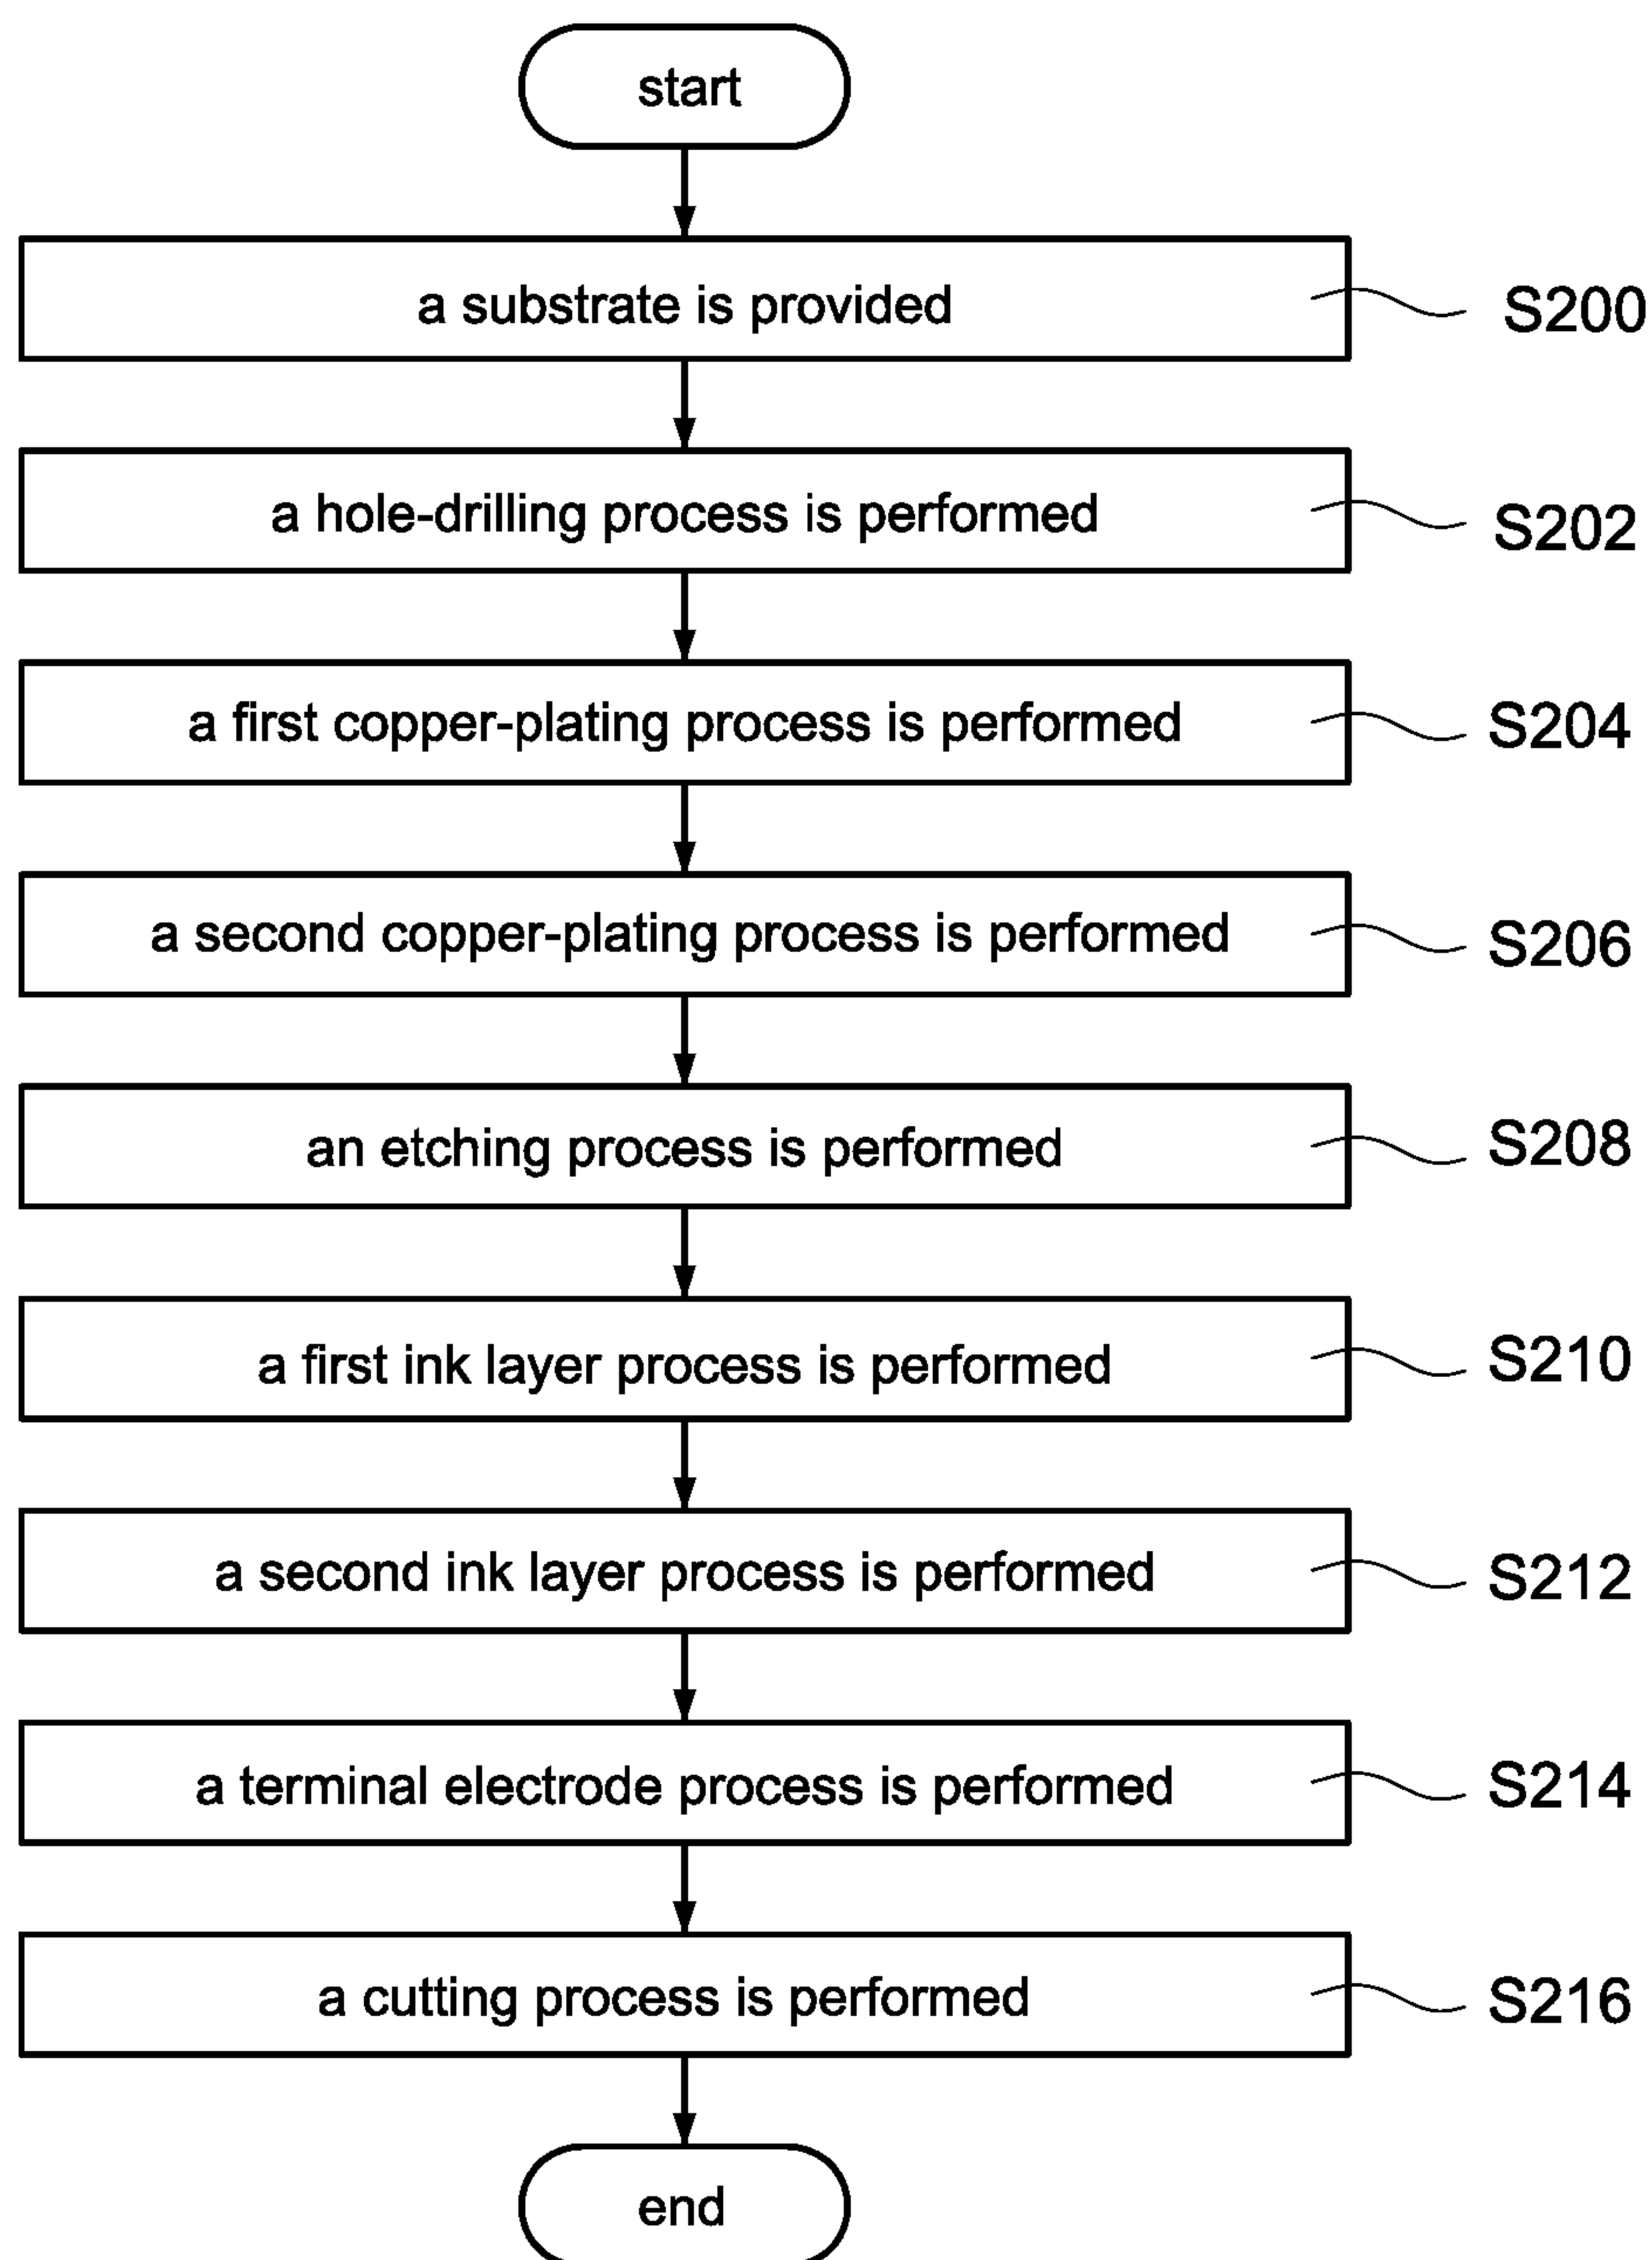 start
a substrate is provided S200
a hole-drilling process is performed S202
a first copper-plating process is performed S204
a second copper-plating process is performed S206
an etching process is performed S208
a first ink layer process is performed S210
a second ink layer process is performed S212
a terminal electrode process is performed S214
a cutting process is performed S216
end